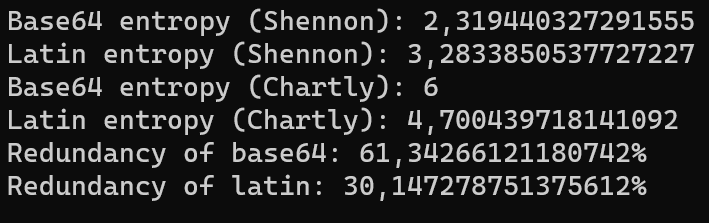 Base64 entropy (Shennon): 2,319440327291555
Latin entropy (Shennon): 3,2833850537727227
Base64 entropy (Chartly): 6
Latin entropy (Chartly): 4,700439718141092
Redundancy of base64: 61,34266121180742%
Redundancy of latin: 30,147278751375612%